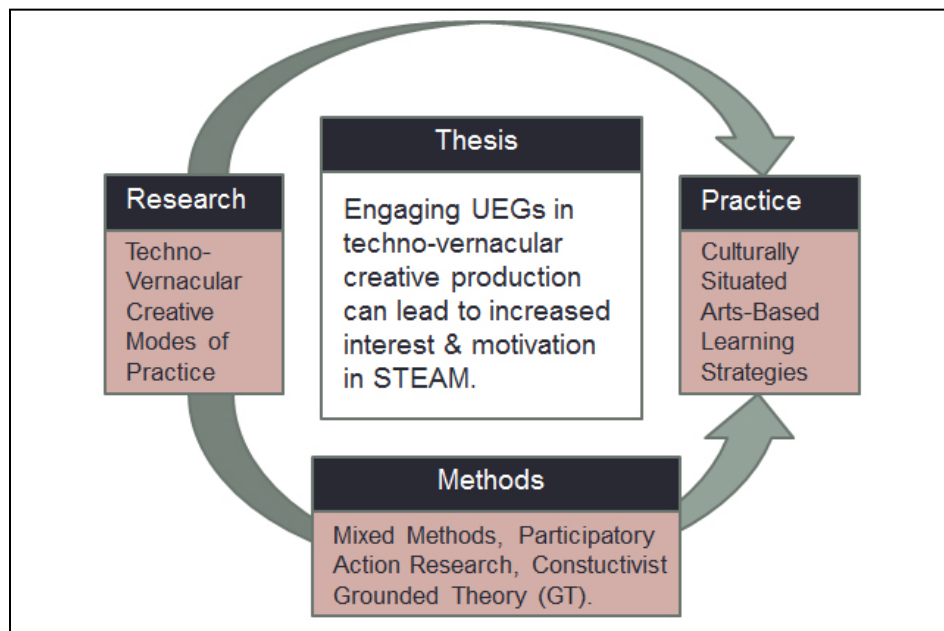 Thesis
Engaging UEGs in
techno-vernacular
creative production
can lead to increased
interest & motivation
in STEAM.
Research
Techno-
Vernacular
Creative
Modes of
Practice
Practice
Culturally
Situated
Arts-Based
Learning
Strategies
Methods
Mixed Methods, Participatory
Action Research, Constuctivist
Grounded Theory (GT).